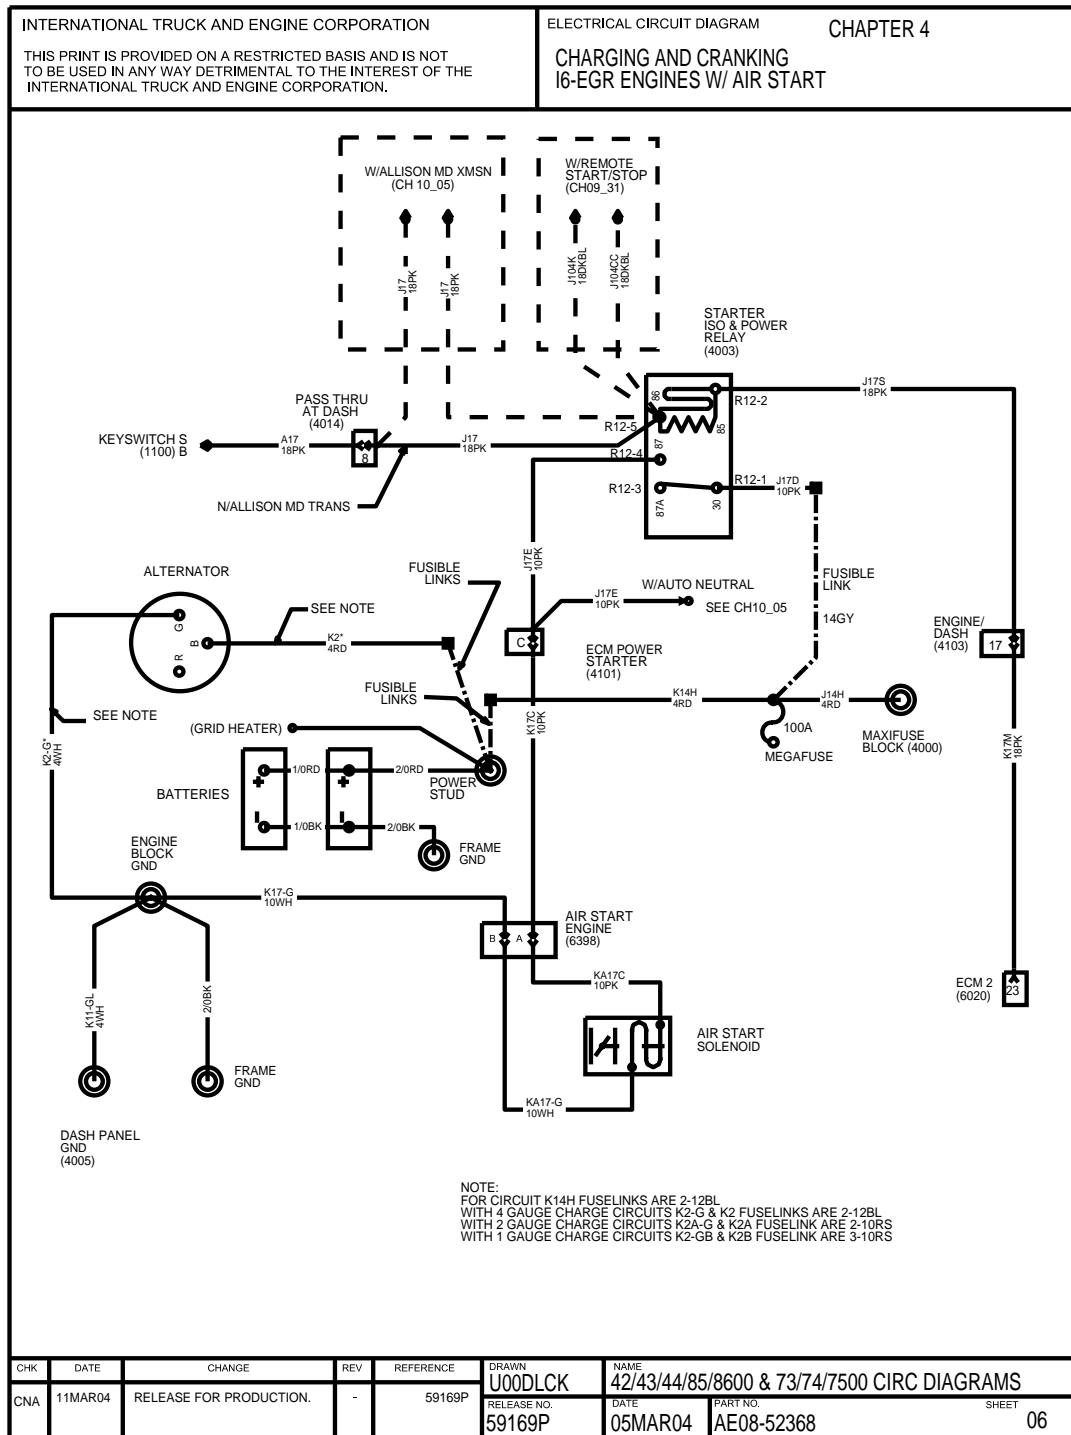 INTERNATIONAL TRUCK AND ENGINE CORPORATION
THIS PRINT IS PROVIDED ON A RESTRICTED BASIS AND IS NOT
TO BE USED IN ANY WAY DETRIMENTAL TO THE INTEREST OF THE
INTERNATIONAL TRUCK AND ENGINE CORPORATION.
ELECTRICAL CIRCUIT DIAGRAM
CHAPTER 4
CHARGING AND CRANKING
I6-EGR ENGINES W/ AIR START
W/ALLISON MD XMSN
(CH 10_05)
W/REMOTE
START/STOP
(CH09_31)
J17
18PK
J17
18PK
J104K
18DKBL
J104CC
18DKBL
STARTER
ISO & POWER
RELAY
(4003)
J17S
18PK
86
R12-2
R12-5
85
87
R12-4
R12-3
R12-1
87A
30
J17D
10PK
PASS THRU
AT DASH
(4014)
KEYSWITCH S
(1100) B
A17
18PK
8
J17
18PK
N/ALLISON MD TRANS
ALTERNATOR
G
B
R
SEE NOTE
K2*
4RD
FUSIBLE
LINKS
J17E
10PK
J17E
10PK
W/AUTO NEUTRAL
SEE CH10_05
C
ECM POWER
STARTER
(4101)
FUSIBLE
LINK
14GY
ENGINE/
DASH
(4103)
17
FUSIBLE
LINKS
K14H
4RD
J14H
4RD
100A
MEGAFUSE
MAXIFUSE
BLOCK (4000)
SEE NOTE
K2-G*
4WH
(GRID HEATER)
K17C
10PK
K17M
18PK
BATTERIES
1/0RD
2/0RD
POWER
STUD
1/0BK
2/0BK
FRAME
GND
ENGINE
BLOCK
GND
K17-G
10WH
AIR START
ENGINE
(6398)
B
A
KA17C
10PK
ECM 2
(6020)
23
K11-GL
4WH
2/0BK
AIR START
SOLENOID
FRAME
GND
KA17-G
10WH
DASH PANEL
GND
(4005)
NOTE:
FOR CIRCUIT K14H FUSELINKS ARE 2-12BL
WITH 4 GAUGE CHARGE CIRCUITS K2-G & K2 FUSELINKS ARE 2-12BL
WITH 2 GAUGE CHARGE CIRCUITS K2A-G & K2A FUSELINK ARE 2-10RS
WITH 1 GAUGE CHARGE CIRCUITS K2-GB & K2B FUSELINK ARE 3-10RS
CHK DATE CHANGE REV REFERENCE
CNA 11MAR04 RELEASE FOR PRODUCTION. - 59169P
DRAWN
U00DLCK
NAME
42/43/44/85/8600 & 73/74/7500 CIRC DIAGRAMS
RELEASE NO.
59169P
DATE
05MAR04
PART NO.
AE08-52368
SHEET
06